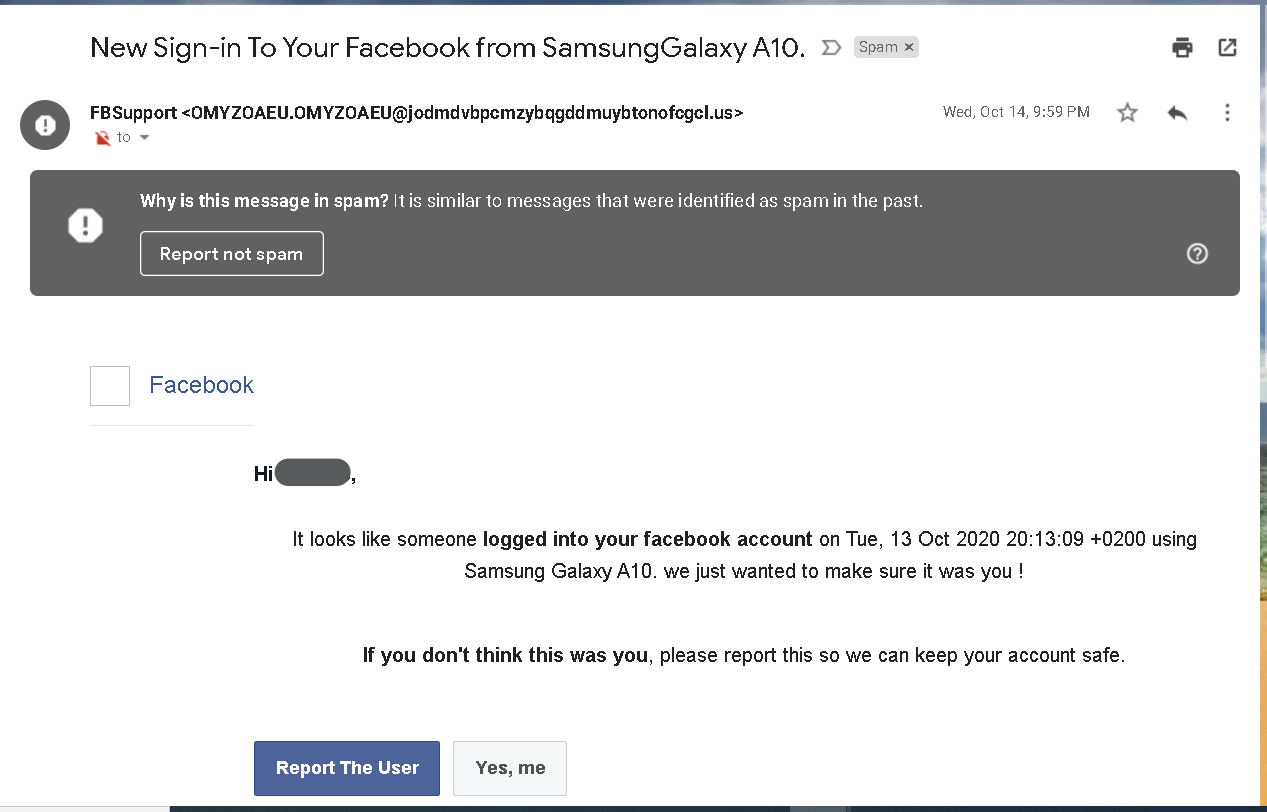 New Sign-in To Your Facebook from SamsungGalaxy A10. Spam ×
FBSupport <OMYZOAEU.OMYZOAEU@jodmdvbpcmzybqgddmuybtonofcgcl.us> Wed, Oct 14, 9:59 PM
to
Why is this message in spam? It is similar to messages that were identified as spam in the past.
Report not spam
Facebook
Hi ,
It looks like someone logged into your facebook account on Tue, 13 Oct 2020 20:13:09 +0200 using
Samsung Galaxy A10. we just wanted to make sure it was you !
If you don't think this was you, please report this so we can keep your account safe.
Report The User Yes, me